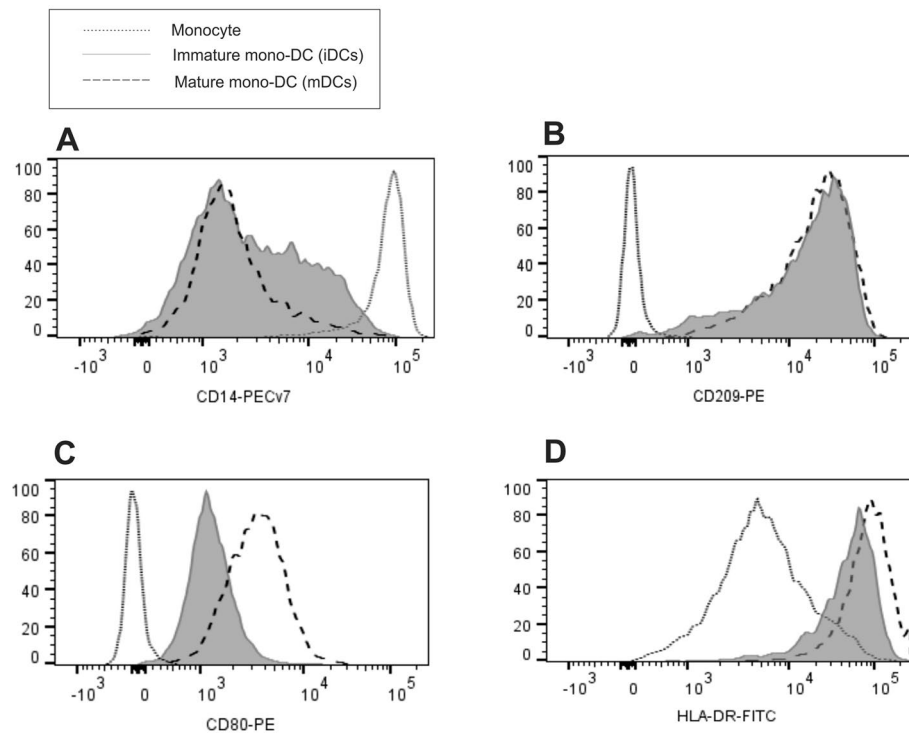 Monocyte
Immature mono-DC (iDCs)
Mature mono-DC (mDCs)
A
100
80
60
40
20
0
-10³ 0 10³ 10⁴ 10⁵
CD14-PECv7
B
100
80
60
40
20
0
-10³ 0 10³ 10⁴ 10⁵
CD209-PE
C
100
80
60
40
20
0
-10³ 0 10³ 10⁴ 10⁵
CD80-PE
D
100
80
60
40
20
0
-10³ 0 10³ 10⁴ 10⁵
HLA-DR-FITC